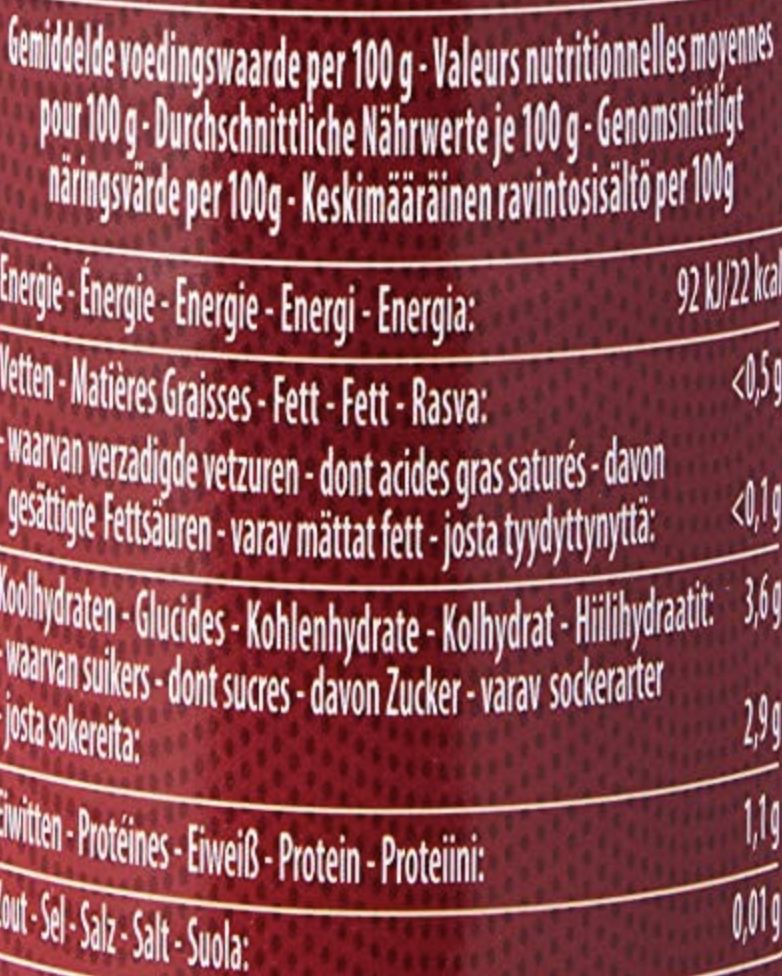 Gemiddelde voedingswaarde per 100 g - Valeurs nutritionnelles moyennes
pour 100 g - Durchschnittliche Nährwerte je 100 g - Genomsnittligt
näringsvärde per 100g - Keskimääräinen ravintosisältö per 100g
Energie - Énergie - Energie - Energi - Energia: 92 kJ/22 kcal
Vetten - Matières Graisses - Fett - Fett - Rasva: <0,5 g
-waarvan verzadigde vetzuren - dont acides gras saturés - davon
gesättigte Fettsäuren - varav mättat fett - josta tyydyttynyttä: <0,1 g
Koolhydraten - Glucides - Kohlenhydrate - Kolhydrat - Hiilihydraatit: 3,6 g
-waarvan suikers - dont sucres - davon Zucker - varav sockerarter
- josta sokereita: 2,9 g
Eiwitten - Protéines - Eiweiß - Protein - Proteiini: 1,1 g
Zout - Sel - Salz - Salt - Suola: 0,01 g